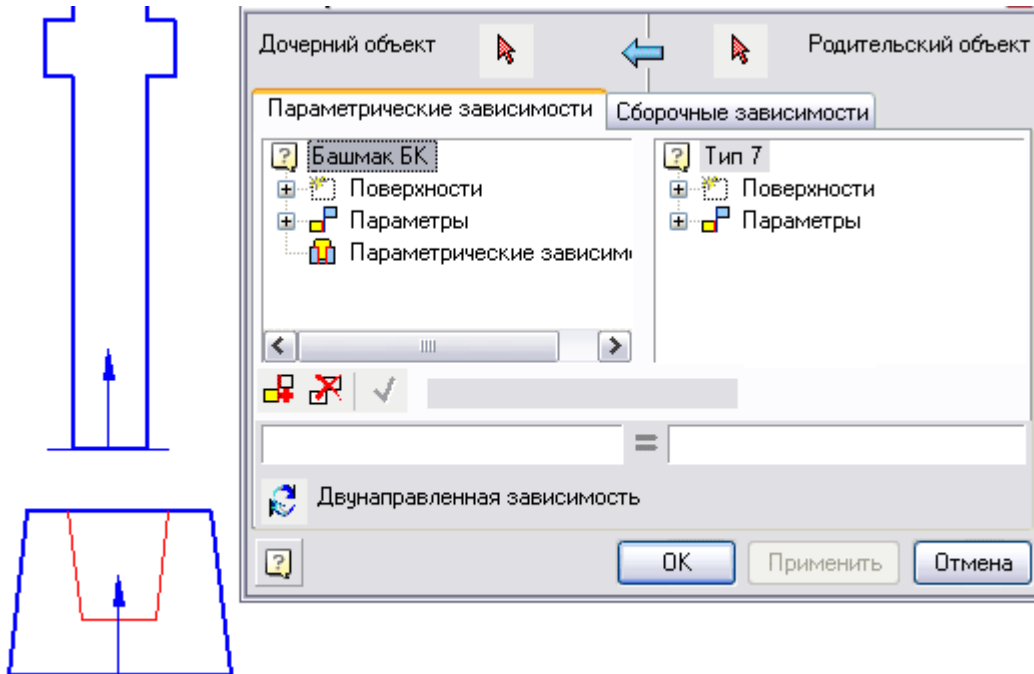 Дочерний объект
Родительский объект
Параметрические зависимости
Сборочные зависимости
Башмак БК
Поверхности
Параметры
Параметрические зависим
Тип 7
Поверхности
Параметры
=
Двунаправленная зависимость
OK
Применить
Отмена